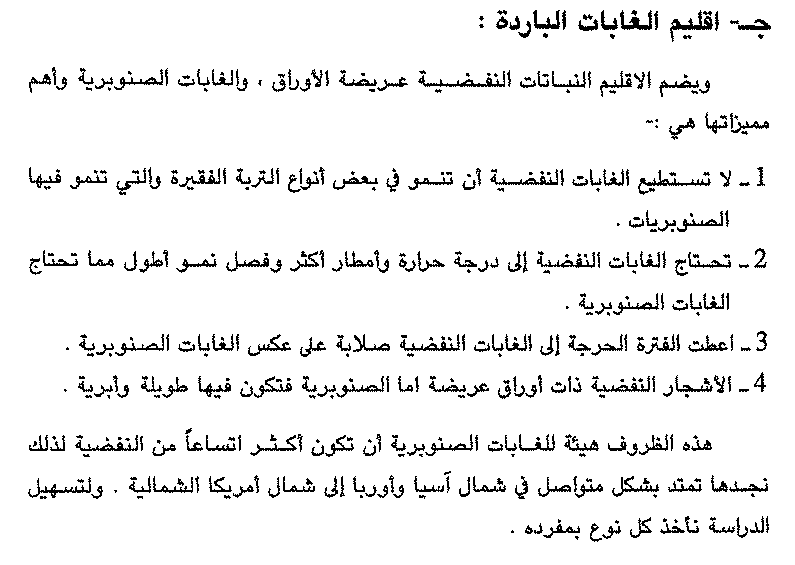 جـ- اقليم الغابات الباردة :
ويضم الاقليم النباتات النفضية عريضة الأوراق ، والغابات الصنوبرية وأهم
مميزاتها هي :-
1 ـ لا تستطيع الغابات النفضية أن تنمو في بعض أنواع التربة الفقيرة والتي تنمو فيها
الصنوبريات .
2 ـ تحتاج الغابات النفضية إلى درجة حرارة وأمطار أكثر وفصل نمو أطول مما تحتاج
الغابات الصنوبرية .
3 ـ اعطت الفترة الحرجة إلى الغابات النفضية صلابة على عكس الغابات الصنوبرية .
4 ـ الأشجار النفضية ذات أوراق عريضة اما الصنوبرية فتكون فيها طويلة وأبرية .
هذه الظروف هيئة للغابات الصنوبرية أن تكون أكثر اتساعاً من النفضية لذلك
نجدها تمتد بشكل متواصل في شمال آسيا وأوربا إلى شمال أمريكا الشمالية . ولتسهيل
الدراسة نأخذ كل نوع بمفرده .